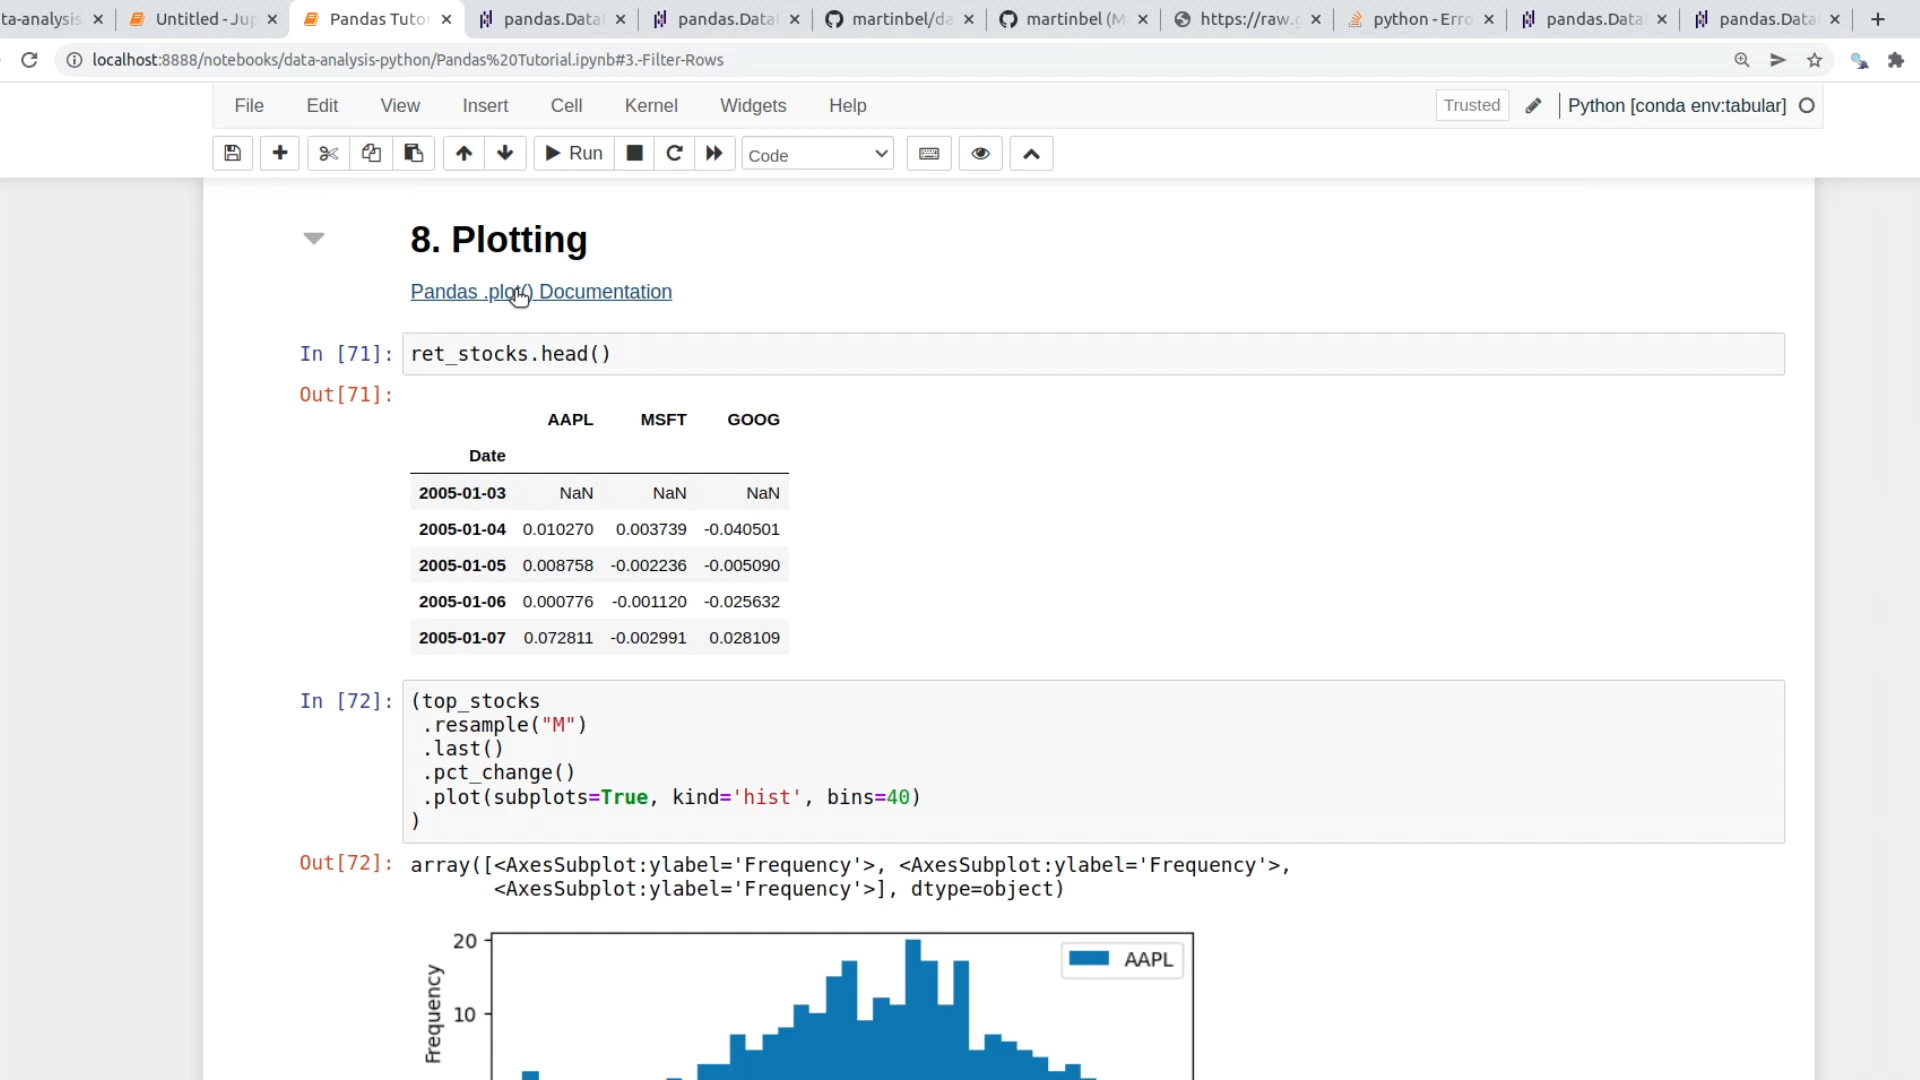 ta-analysis Untitled - Jup Pandas Tutor pandas.Data pandas.Data martinbel/da martinbel (M https://raw.g python - Erro pandas.Data pandas.Data
localhost:8888/notebooks/data-analysis-python/Pandas%20Tutorial.ipynb#3.-Filter-Rows
File Edit View Insert Cell Kernel Widgets Help Trusted Python [conda env:tabular]
Run Code
8. Plotting
Pandas .plot() Documentation
In [71]: ret_stocks.head()
Out[71]:
AAPL MSFT GOOG
Date
2005-01-03 NaN NaN NaN
2005-01-04 0.010270 0.003739 -0.040501
2005-01-05 0.008758 -0.002236 -0.005090
2005-01-06 0.000776 -0.001120 -0.025632
2005-01-07 0.072811 -0.002991 0.028109
In [72]: (top_stocks
.resample("M")
.last()
.pct_change()
.plot(subplots=True, kind='hist', bins=40)
)
Out[72]: array([<AxesSubplot:ylabel='Frequency'>, <AxesSubplot:ylabel='Frequency'>,
<AxesSubplot:ylabel='Frequency'>], dtype=object)
20
AAPL
Frequency
10